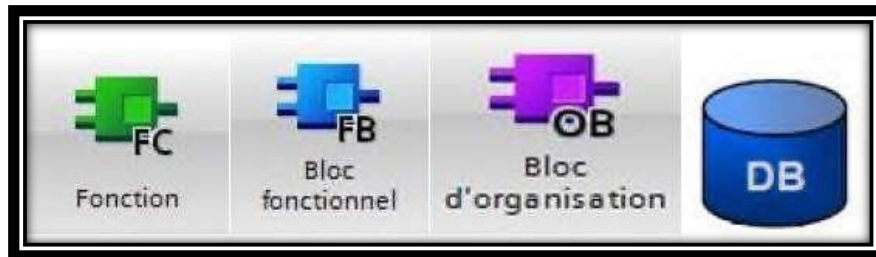 FC
Fonction
FB
Bloc
fonctionnel
OB
Bloc
d'organisation
DB